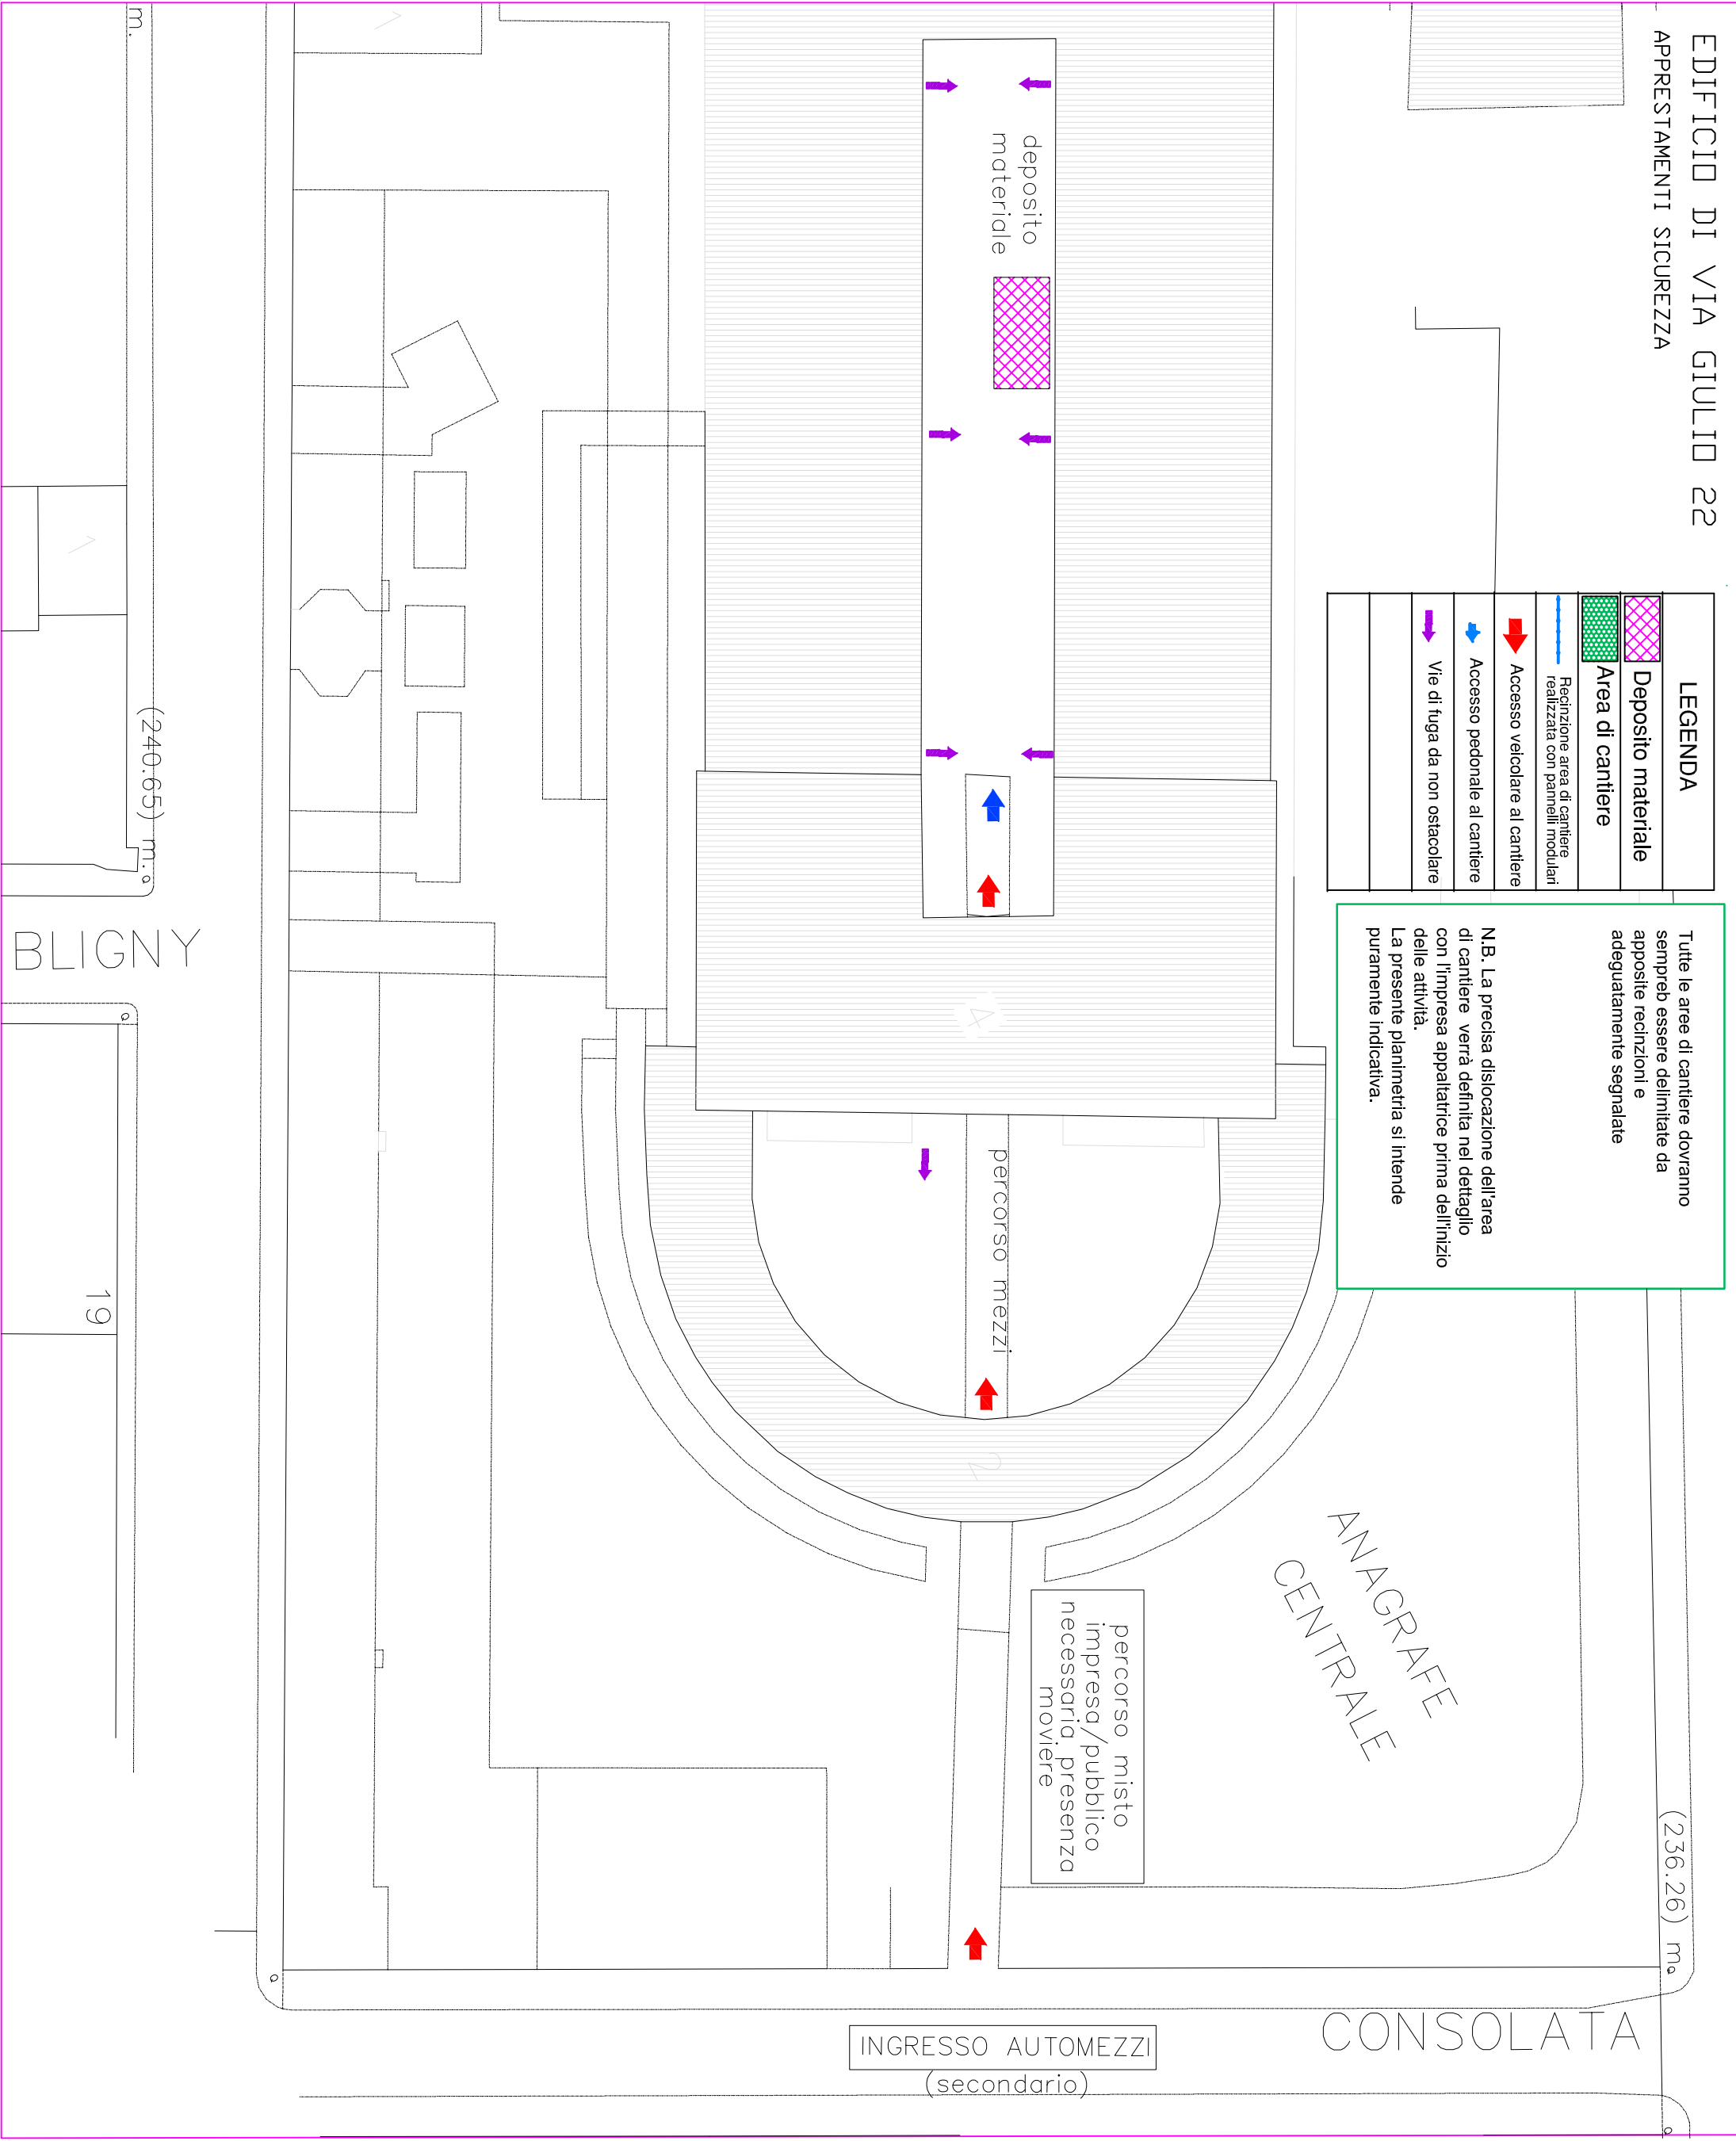 EDIFICIO DI VIA GIULIO 22
APPRESTAMENTI SICUREZZA
LEGENDA
Deposito materiale
Area di cantiere
Recinzione area di cantiere
realizzata con pannelli modulari
Accesso veicolare al cantiere
Accesso pedonale al cantiere
Vie di fuga da non ostacolare
Tutte le aree di cantiere dovranno
sempreb essere delimitate da
apposite recinzioni e
adeguatamente segnalate
N.B. La precisa dislocazione dell'area
di cantiere verrà definita nel dettaglio
con l'impresa appaltatrice prima dell'inizio
delle attività.
La presente planimetria si intende
puramente indicativa.
deposito
materiale
percorso mezzi
4
2
percorso misto
impresa/pubblico
necessaria presenza
moviere
ANAGRAFE
CENTRALE
(236.26) m.
CONSOLATA
INGRESSO AUTOMEZZI
(secondario)
m.
(240.65) m.
BLIGNY
19